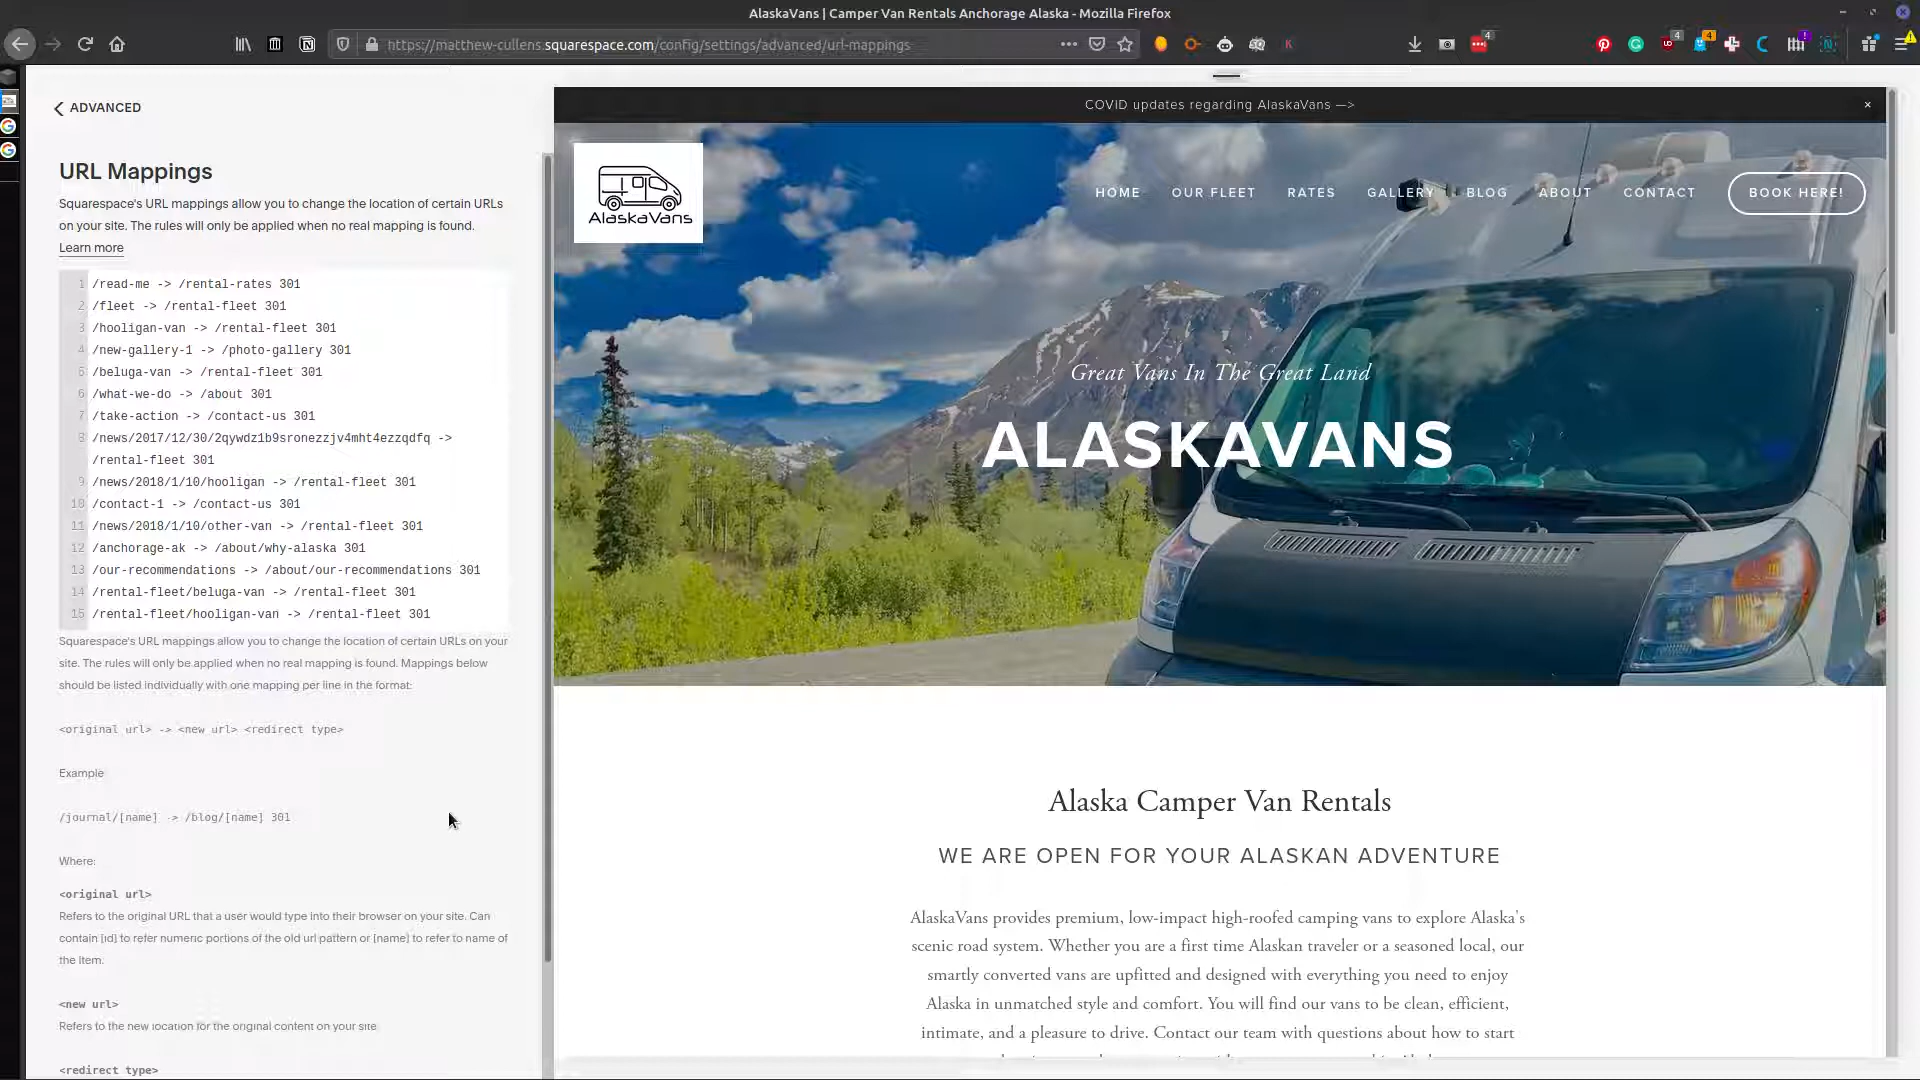 AlaskaVans | Camper Van Rentals Anchorage Alaska - Mozilla Firefox
https://matthew-cullens.squarespace.com/config/settings/advanced/url-mappings
ADVANCED
URL Mappings
Squarespace's URL mappings allow you to change the location of certain URLs
on your site. The rules will only be applied when no real mapping is found.
Learn more
1 /read-me -> /rental-rates 301
2 /fleet -> /rental-fleet 301
3 /hooligan-van -> /rental-fleet 301
4 /new-gallery-1 -> /photo-gallery 301
5 /beluga-van -> /rental-fleet 301
6 /what-we-do -> /about 301
7 /take-action -> /contact-us 301
8 /news/2017/12/30/2qywdz1b9sronezzjv4mht4ezzqdfq ->
/rental-fleet 301
9 /news/2018/1/10/hooligan -> /rental-fleet 301
10 /contact-1 -> /contact-us 301
11 /news/2018/1/10/other-van -> /rental-fleet 301
12 /anchorage-ak -> /about/why-alaska 301
13 /our-recommendations -> /about/our-recommendations 301
14 /rental-fleet/beluga-van -> /rental-fleet 301
15 /rental-fleet/hooligan-van -> /rental-fleet 301
Squarespace's URL mappings allow you to change the location of certain URLs on your
site. The rules will only be applied when no real mapping is found. Mappings below
should be listed individually with one mapping per line in the format:
<original url> -> <new url> <redirect type>
Example
/journal/[name] -> /blog/[name] 301
Where:
<original url>
Refers to the original URL that a user would type into their browser on your site. Can
contain [id] to refer numeric portions of the old url pattern or [name] to refer to name of
the item.
<new url>
Refers to the new location for the original content on your site
<redirect type>
COVID updates regarding AlaskaVans —>
×
AlaskaVans
HOME OUR FLEET RATES GALLERY BLOG ABOUT CONTACT BOOK HERE!
Great Vans In The Great Land
ALASKAVANS
Alaska Camper Van Rentals
WE ARE OPEN FOR YOUR ALASKAN ADVENTURE
AlaskaVans provides premium, low-impact high-roofed camping vans to explore Alaska's
scenic road system. Whether you are a first time Alaskan traveler or a seasoned local, our
smartly converted vans are upfitted and designed with everything you need to enjoy
Alaska in unmatched style and comfort. You will find our vans to be clean, efficient,
intimate, and a pleasure to drive. Contact our team with questions about how to start